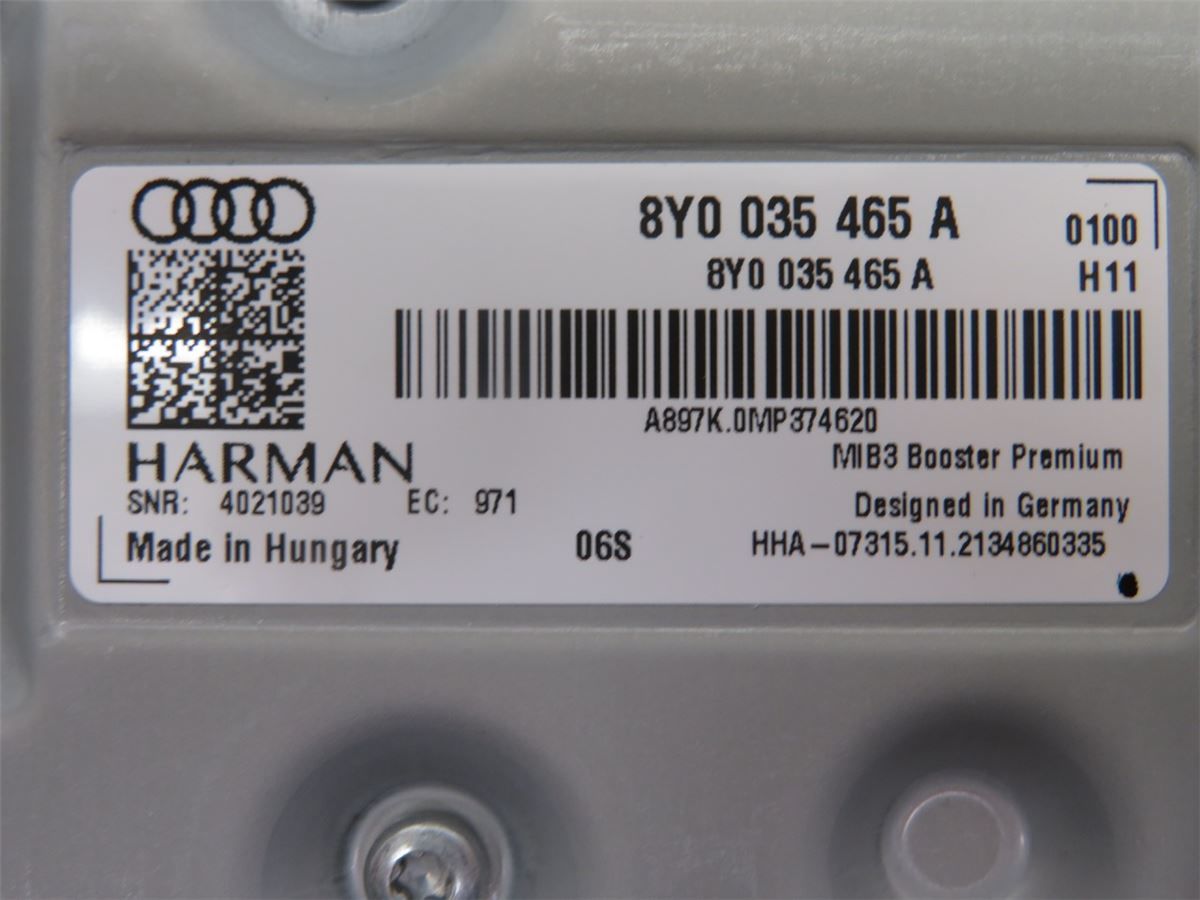 8Y0 035 465 A 0100
8Y0 035 465 A H11
A897K.0MP374620
HARMAN MIB3 Booster Premium
SNR: 4021039 EC: 971 Designed in Germany
Made in Hungary 06S HHA-07315.11.2134860335